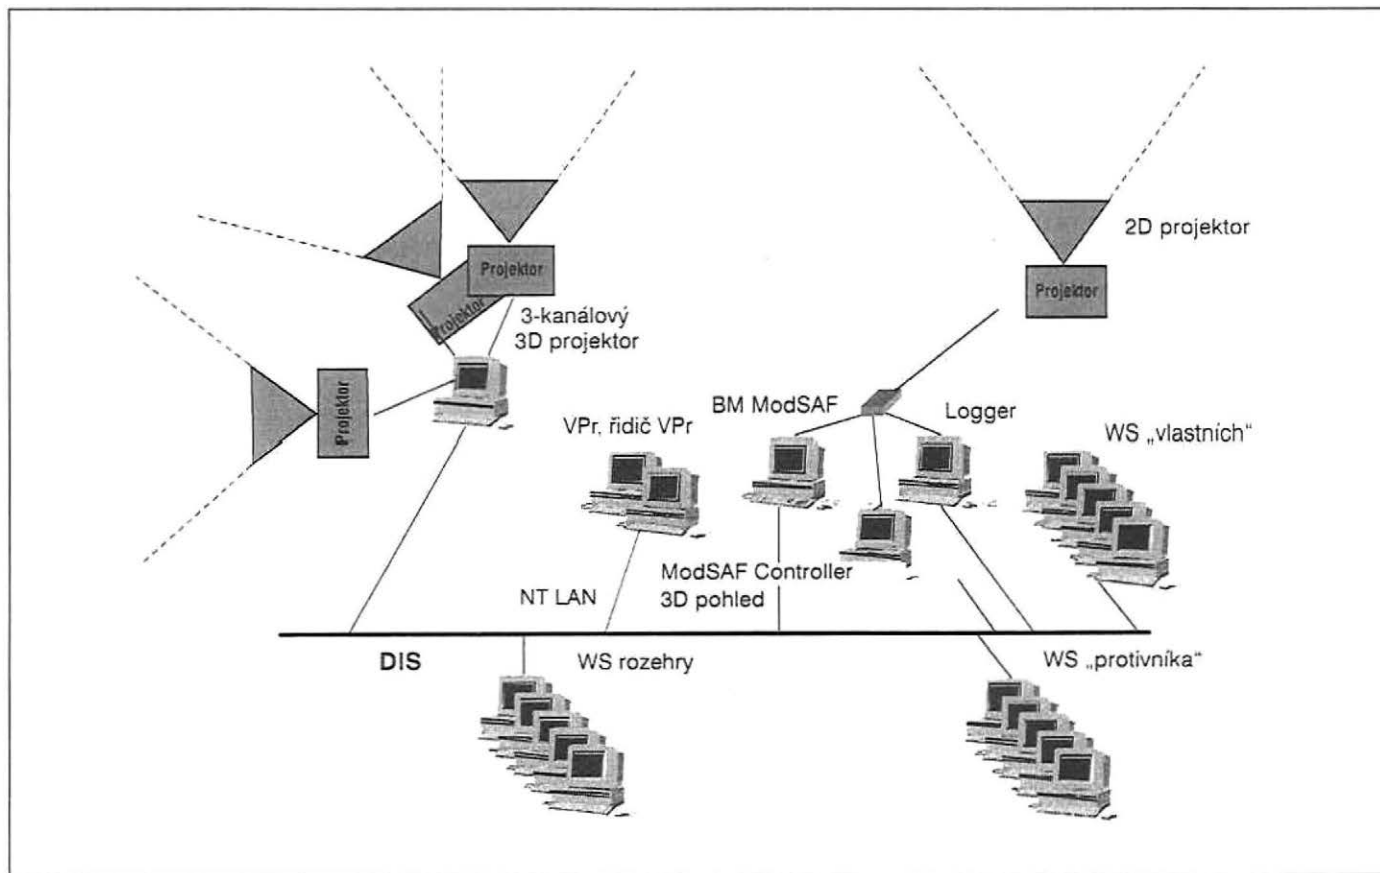 2D projektor
Projektor
Projektor
Projektor
3-kanálový
3D projektor
Projektor
BM ModSAF
Logger
VPr, řidič VPr
WS „vlastních“
ModSAF Controller
3D pohled
NT LAN
DIS
WS rozehry
WS „protivníka“